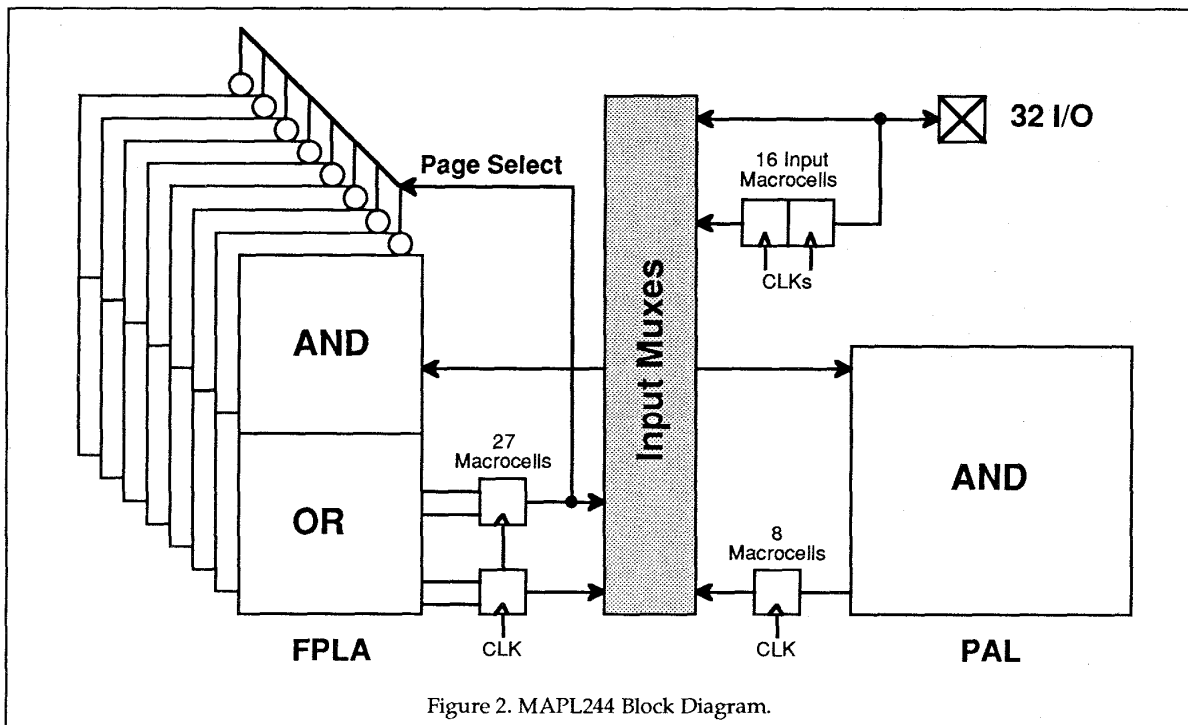 32 I/O
Page Select
16 Input
Macrocells
CLKs
Input Muxes
AND
27
Macrocells
OR
AND
8
Macrocells
CLK
CLK
FPLA
PAL
Figure 2. MAPL244 Block Diagram.